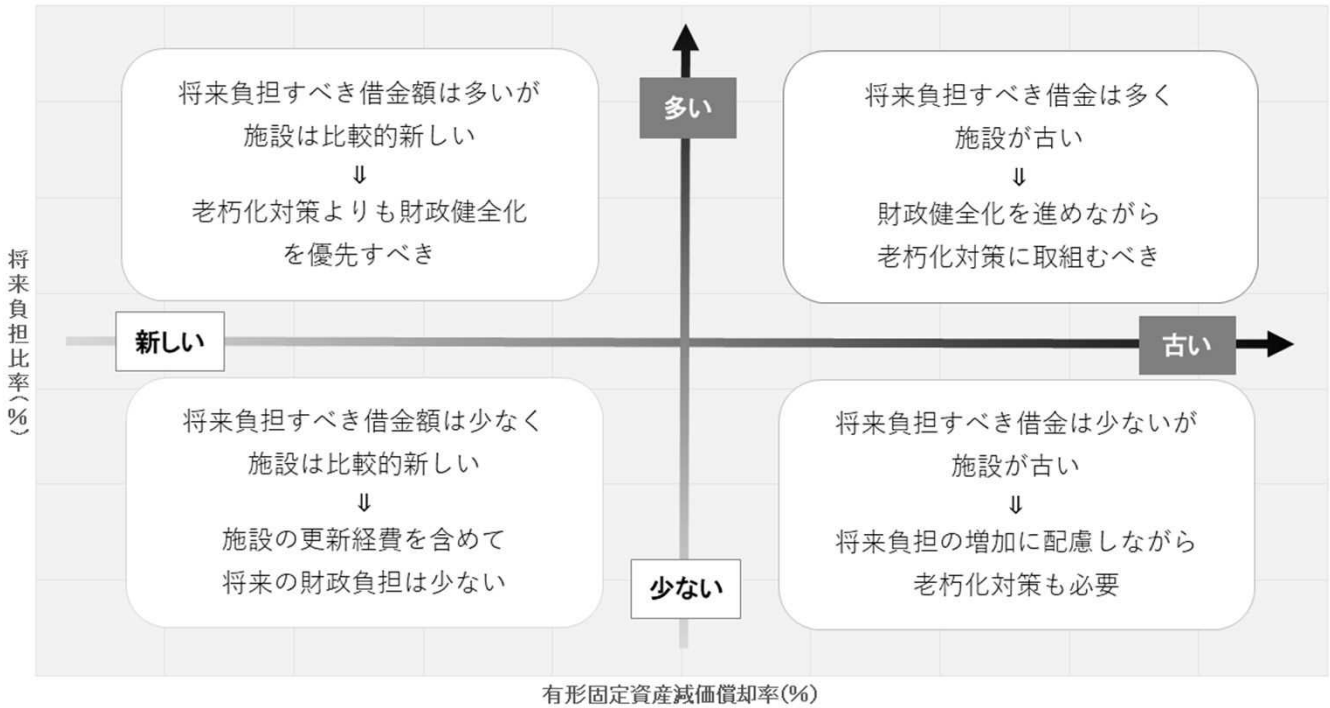 多い
将来負担すべき借金額は多いが
施設は比較的新しい
⇓
老朽化対策よりも財政健全化
を優先すべき
将来負担すべき借金は多く
施設が古い
⇓
財政健全化を進めながら
老朽化対策に取組むべき
将来負担比率(%)
新しい
古い
将来負担すべき借金額は少なく
施設は比較的新しい
⇓
施設の更新経費を含めて
将来の財政負担は少ない
将来負担すべき借金は少ないが
施設が古い
⇓
将来負担の増加に配慮しながら
老朽化対策も必要
少ない
有形固定資産減価償却率(%)